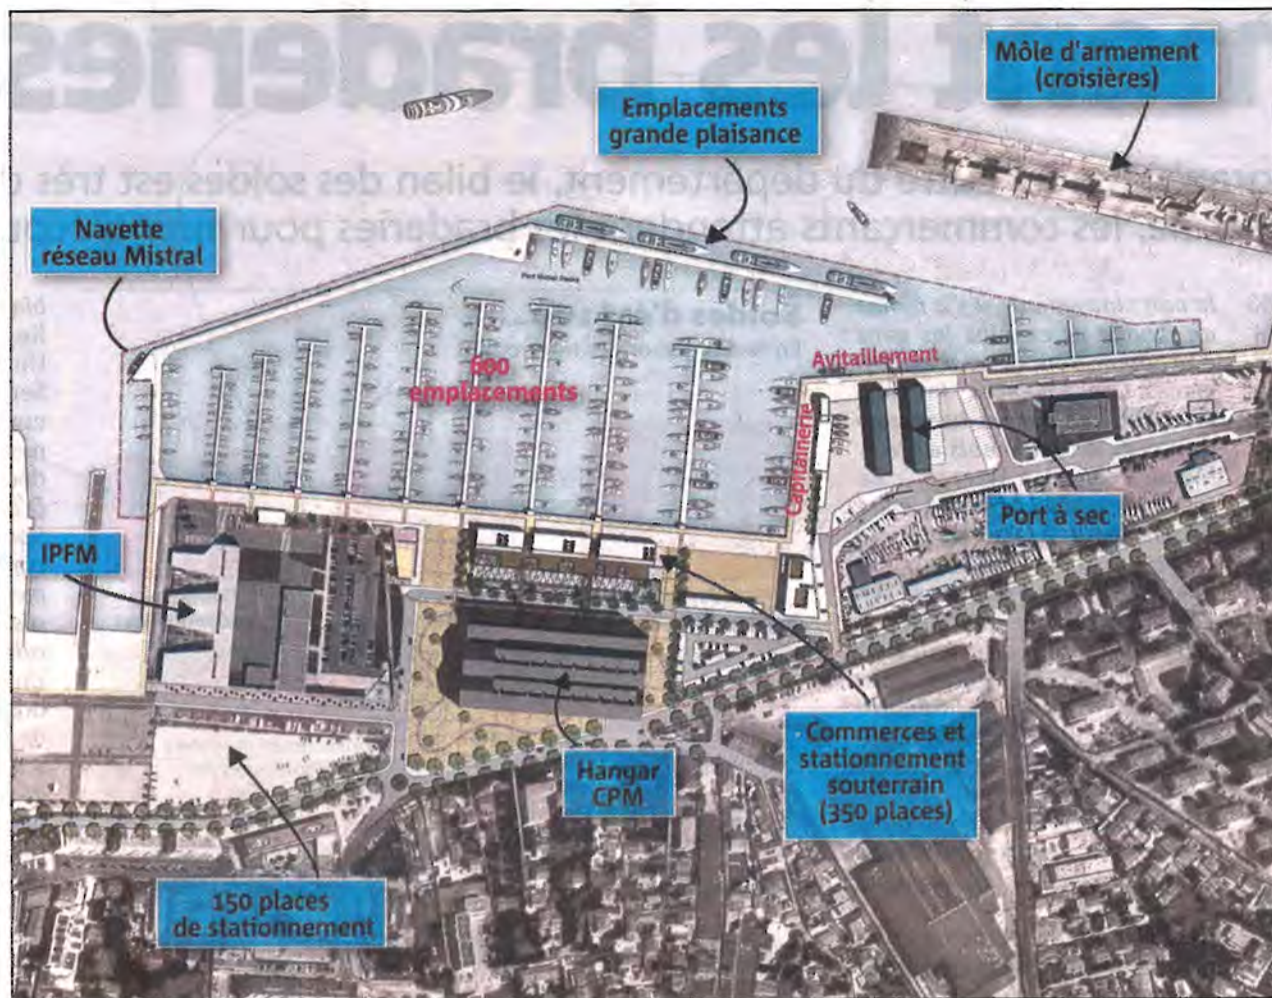 Môle d'armement
(croisières)
Emplacements
grande plaisance
Navette
réseau Mistral
600
emplacements
Avitaillement
Capitainerie
Port à sec
IPFM
Commerces et
stationnement
souterrain
(350 places)
Hangar
CPM
150 places
de stationnement